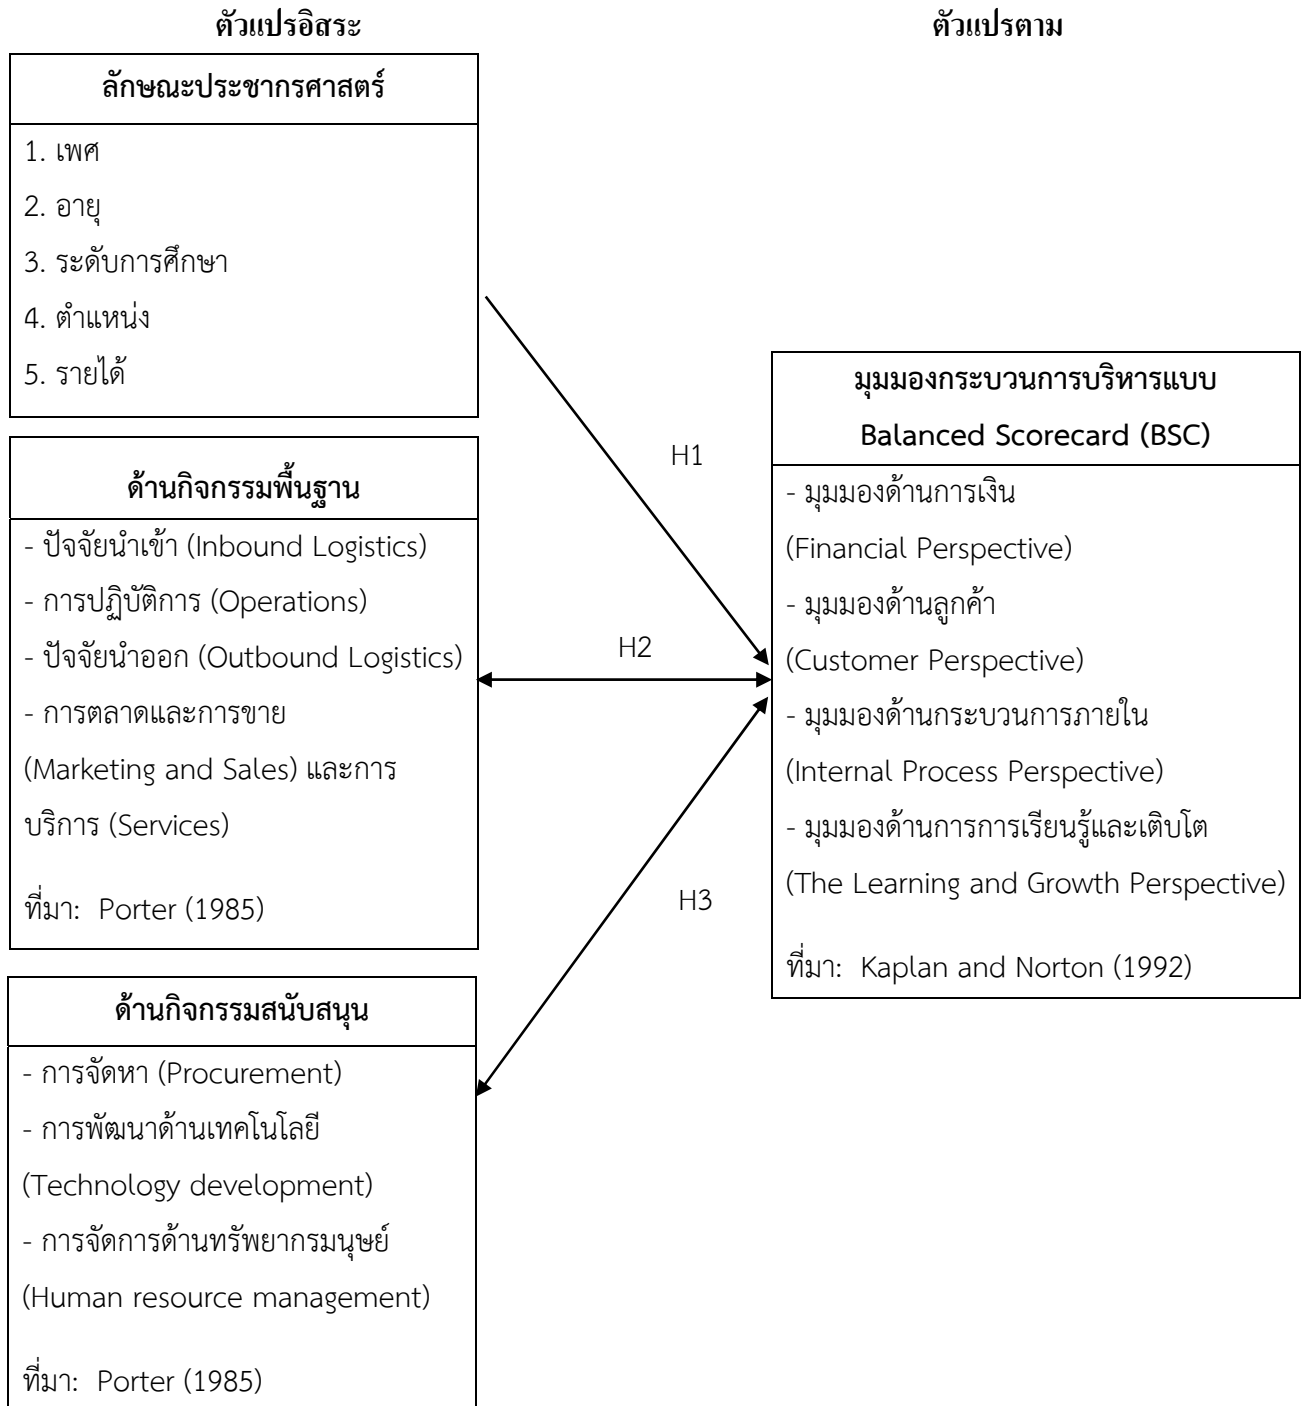 ตัวแปรอิสระ
ตัวแปรตาม
ลักษณะประชากรศาสตร์
1. เพศ
2. อายุ
3. ระดับการศึกษา
4. ตำแหน่ง
5. รายได้
ด้านกิจกรรมพื้นฐาน
- ปัจจัยนำเข้า (Inbound Logistics)
- การปฏิบัติการ (Operations)
- ปัจจัยนำออก (Outbound Logistics)
- การตลาดและการขาย
(Marketing and Sales) และการ
บริการ (Services)
ที่มา: Porter (1985)
ด้านกิจกรรมสนับสนุน
- การจัดหา (Procurement)
- การพัฒนาด้านเทคโนโลยี
(Technology development)
- การจัดการด้านทรัพยากรมนุษย์
(Human resource management)
ที่มา: Porter (1985)
H1
H2
H3
มุมมองกระบวนการบริหารแบบ
Balanced Scorecard (BSC)
- มุมมองด้านการเงิน
(Financial Perspective)
- มุมมองด้านลูกค้า
(Customer Perspective)
- มุมมองด้านกระบวนการภายใน
(Internal Process Perspective)
- มุมมองด้านการการเรียนรู้และเติบโต
(The Learning and Growth Perspective)
ที่มา: Kaplan and Norton (1992)